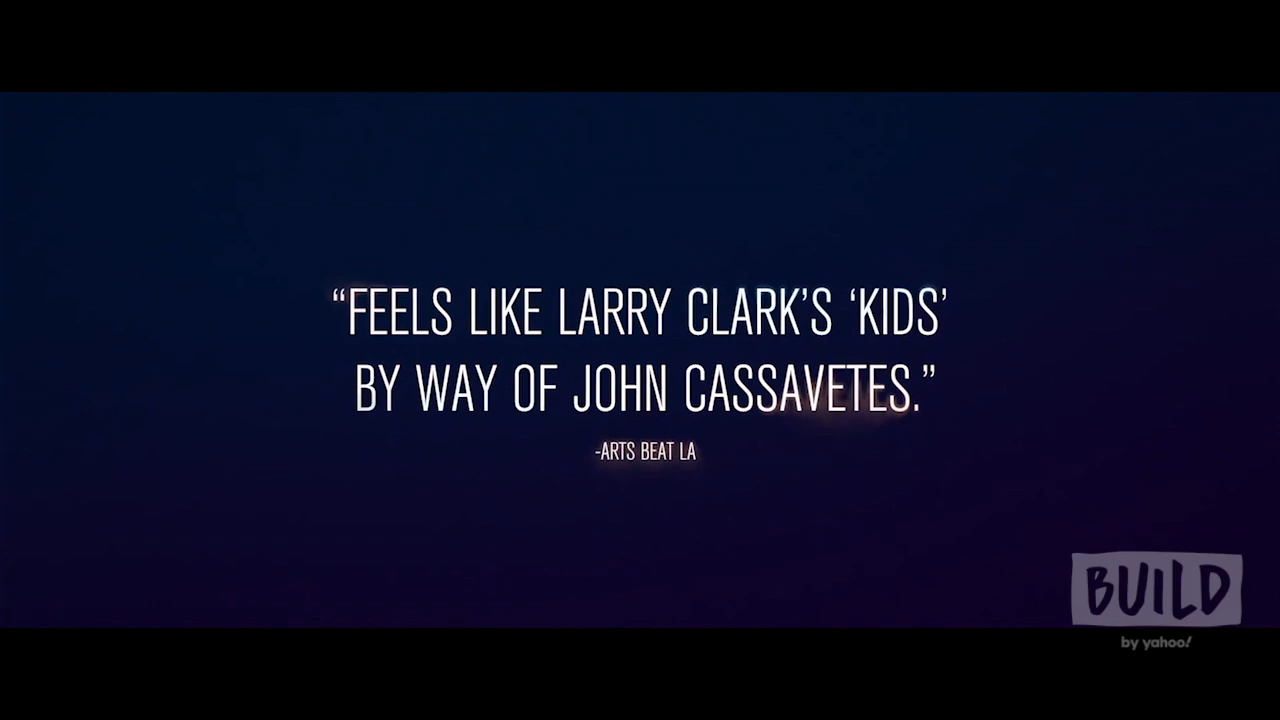 “FEELS LIKE LARRY CLARK’S ‘KIDS’
BY WAY OF JOHN CASSAVETES.”
-ARTS BEAT LA
BUILD
by yahoo!